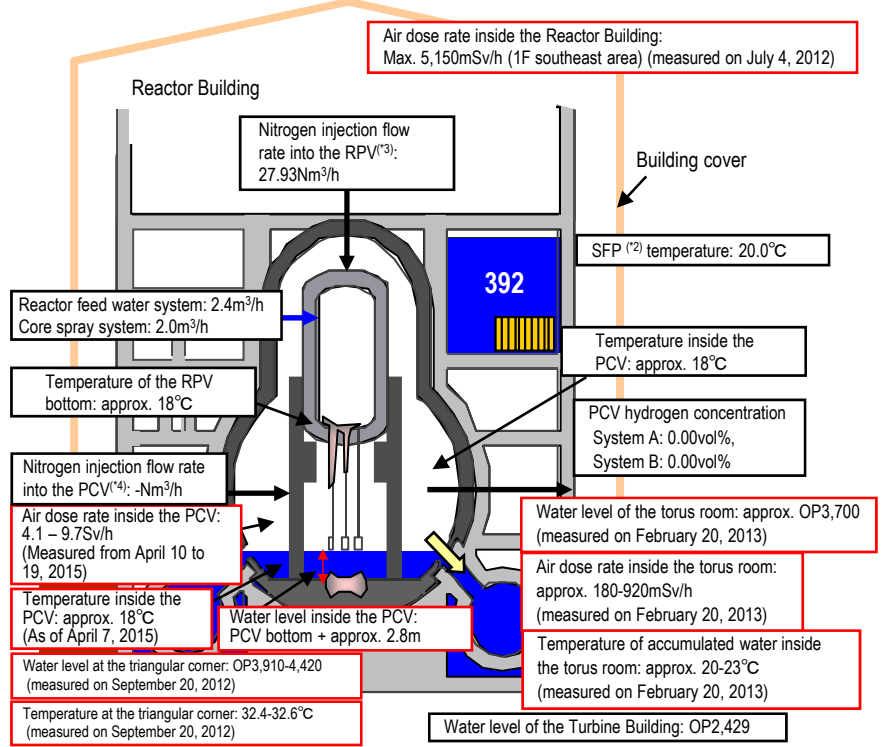 Air dose rate inside the Reactor Building:
Max. 5,150mSv/h (1F southeast area) (measured on July 4, 2012)
Reactor Building
Nitrogen injection flow
rate into the RPV(*3):
27.93Nm3/h
Building cover
SFP (*2) temperature: 20.0℃
392
Reactor feed water system: 2.4m3/h
Core spray system: 2.0m3/h
Temperature inside the
PCV: approx. 18℃
Temperature of the RPV
bottom: approx. 18℃
PCV hydrogen concentration
System A: 0.00vol%,
System B: 0.00vol%
Nitrogen injection flow rate
into the PCV(*4): -Nm3/h
Air dose rate inside the PCV:
4.1 – 9.7Sv/h
(Measured from April 10 to
19, 2015)
Water level of the torus room: approx. OP3,700
(measured on February 20, 2013)
Air dose rate inside the torus room:
approx. 180-920mSv/h
(measured on February 20, 2013)
Temperature inside the
PCV: approx. 18℃
(As of April 7, 2015)
Water level inside the PCV:
PCV bottom + approx. 2.8m
Temperature of accumulated water inside
the torus room: approx. 20-23℃
(measured on February 20, 2013)
Water level at the triangular corner: OP3,910-4,420
(measured on September 20, 2012)
Temperature at the triangular corner: 32.4-32.6℃
(measured on September 20, 2012)
Water level of the Turbine Building: OP2,429